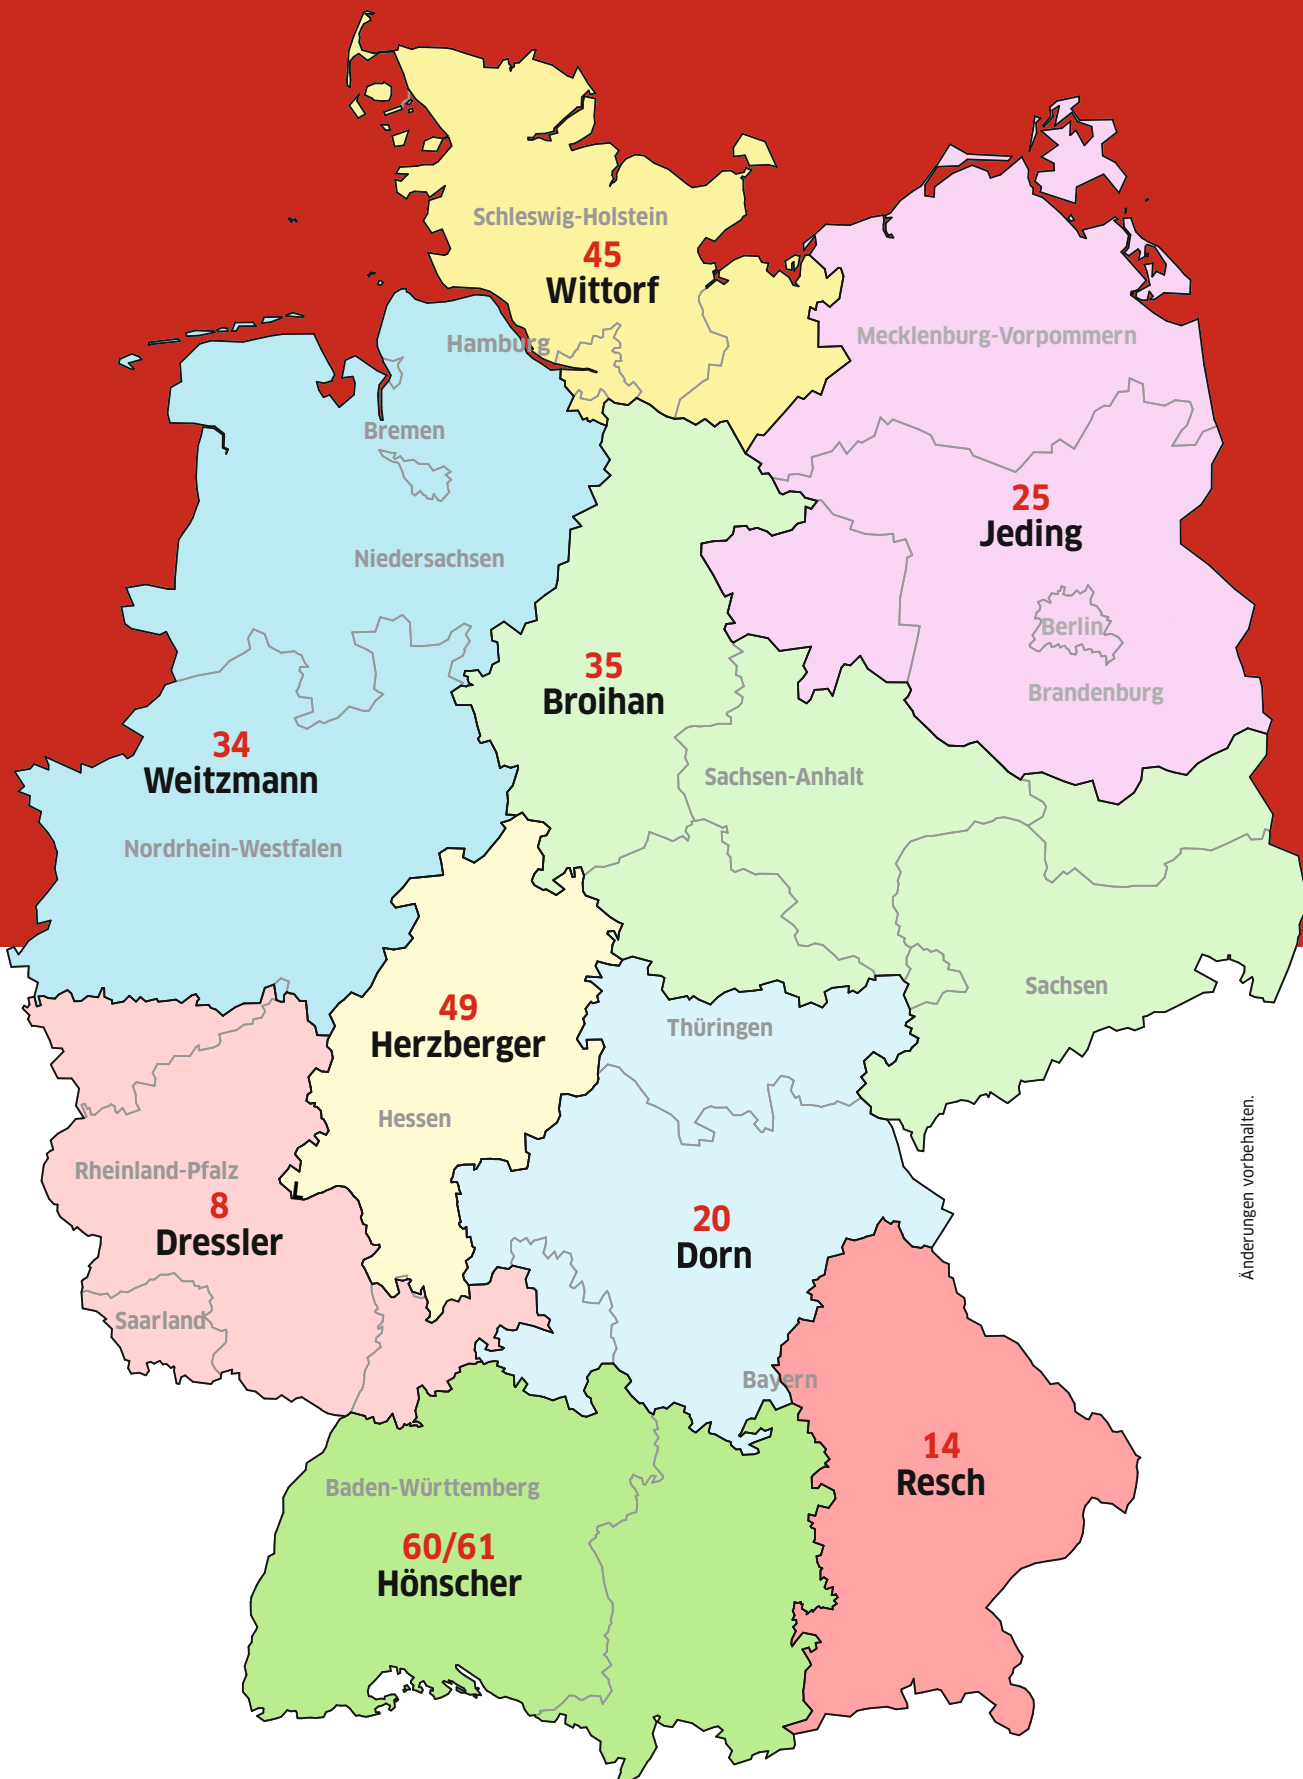 Schleswig-Holstein
45
Wittorf
Mecklenburg-Vorpommern
Hamburg
Bremen
25
Jeding
Niedersachsen
Berlin
35
Broihan
Brandenburg
34
Weitzmann
Sachsen-Anhalt
Nordrhein-Westfalen
Sachsen
49
Herzberger
Thüringen
Hessen
Rheinland-Pfalz
8
Dressler
20
Dorn
Änderungen vorbehalten.
Saarland
Bayern
14
Resch
Baden-Württemberg
60/61
Hönscher